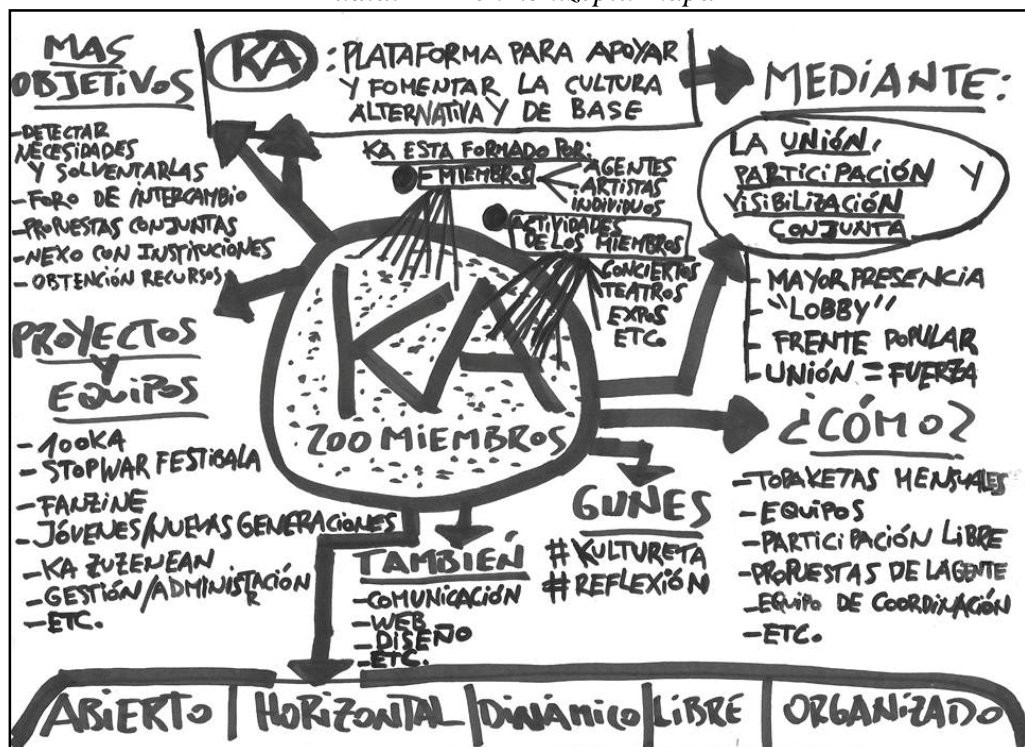 KA: PLATAFORMA PARA APOYAR
Y FOMENTAR LA CULTURA
ALTERNATIVA Y DE BASE
MAS
OBJETIVOS
- DETECTAR
NECESIDADES
Y SOLVENTARLAS
- FORO DE INTERCAMBIO
- PROPUESTAS CONJUNTAS
- NEXO CON INSTITUCIONES
- OBTENCIÓN RECURSOS
KA ESTA FORMADO POR:
MIEMBROS
AGENTES
ARTISTAS
INDIVIDUOS
ACTIVIDADES
DE LOS MIEMBROS
CONCIERTOS
TEATROS
EXPOS
ETC.
MEDIANTE:
LA UNIÓN,
PARTICIPACIÓN Y
VISIBILIZACIÓN
CONJUNTA
- MAYOR PRESENCIA
- "LOBBY"
- FRENTE POPULAR
- UNIÓN = FUERZA
KA
200 MIEMBROS
PROYECTOS
Y
EQUIPOS
- 100KA
- STOPWAR FESTIBALA
- FANZINE
- JÓVENES/NUEVAS GENERACIONES
- KA ZUZENEAN
- GESTIÓN/ADMINISTRACIÓN
- ETC.
TAMBIÉN
- COMUNICACIÓN
- WEB
- DISEÑO
- ETC.
GUNES
# KULTURETA
# REFLEXIÓN
¿CÓMO?
- TOPAKETAS MENSUALES
- EQUIPOS
- PARTICIPACIÓN LIBRE
- PROPUESTAS DE LA GENTE
- EQUIPO DE COORDINACIÓN
- ETC.
ABIERTO HORIZONTAL DINÁMICO LIBRE ORGANIZADO